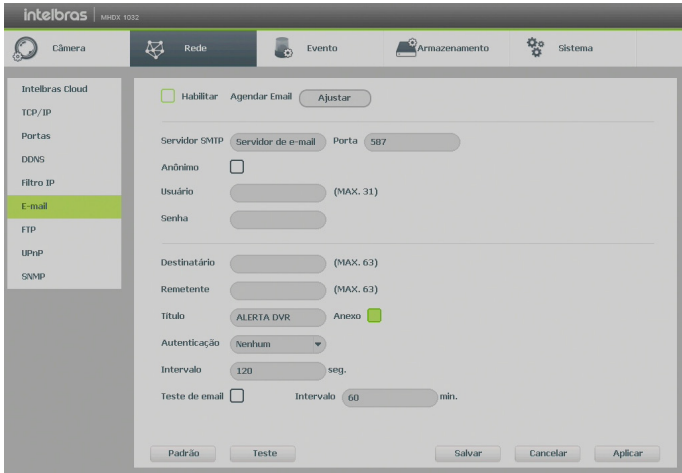 intelbras MHDX 1032
Câmera Rede Evento Armazenamento Sistema
Intelbras Cloud
TCP/IP
Portas
DDNS
Filtro IP
E-mail
FTP
UPnP
SNMP
Habilitar Agendar Email Ajustar
Servidor SMTP Servidor de e-mail Porta 587
Anônimo
Usuário (MAX. 31)
Senha
Destinatário (MAX. 63)
Remetente (MAX. 63)
Título ALERTA DVR Anexo
Autenticação Nenhum
Intervalo 120 seg.
Teste de email Intervalo 60 min.
Padrão Teste Salvar Cancelar Aplicar